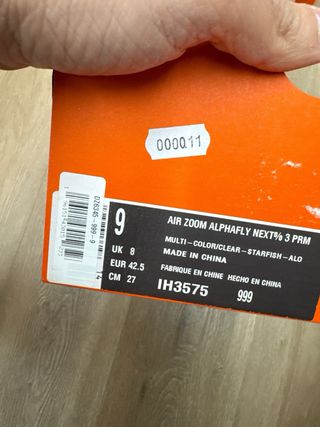 000011
9
AIR ZOOM ALPHAFLY NEXT% 3 PRM
MULTI-COLOR/CLEAR-STARFISH-ALO
UK 8
MADE IN CHINA
EUR 42.5
FABRIQUE EN CHINE HECHO EN CHINA
CM 27
IH3575 999